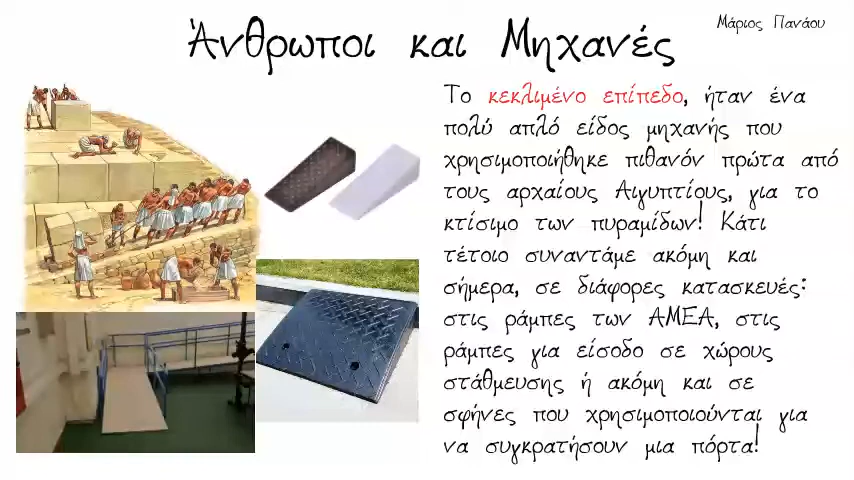 Άνθρωποι και Μηχανές
Μάριος Πανάου
Το κεκλιμένο επίπεδο, ήταν ένα
πολύ απλό είδος μηχανής που
χρησιμοποιήθηκε πιθανόν πρώτα από
τους αρχαίους Αιγυπτίους, για το
κτίσιμο των πυραμίδων! Κάτι
τέτοιο συναντάμε ακόμη και
σήμερα, σε διάφορες κατασκευές:
στις ράμπες των ΑΜΕΑ, στις
ράμπες για είσοδο σε χώρους
στάθμευσης ή ακόμη και σε
σφήνες που χρησιμοποιούνται για
να συγκρατήσουν μια πόρτα!